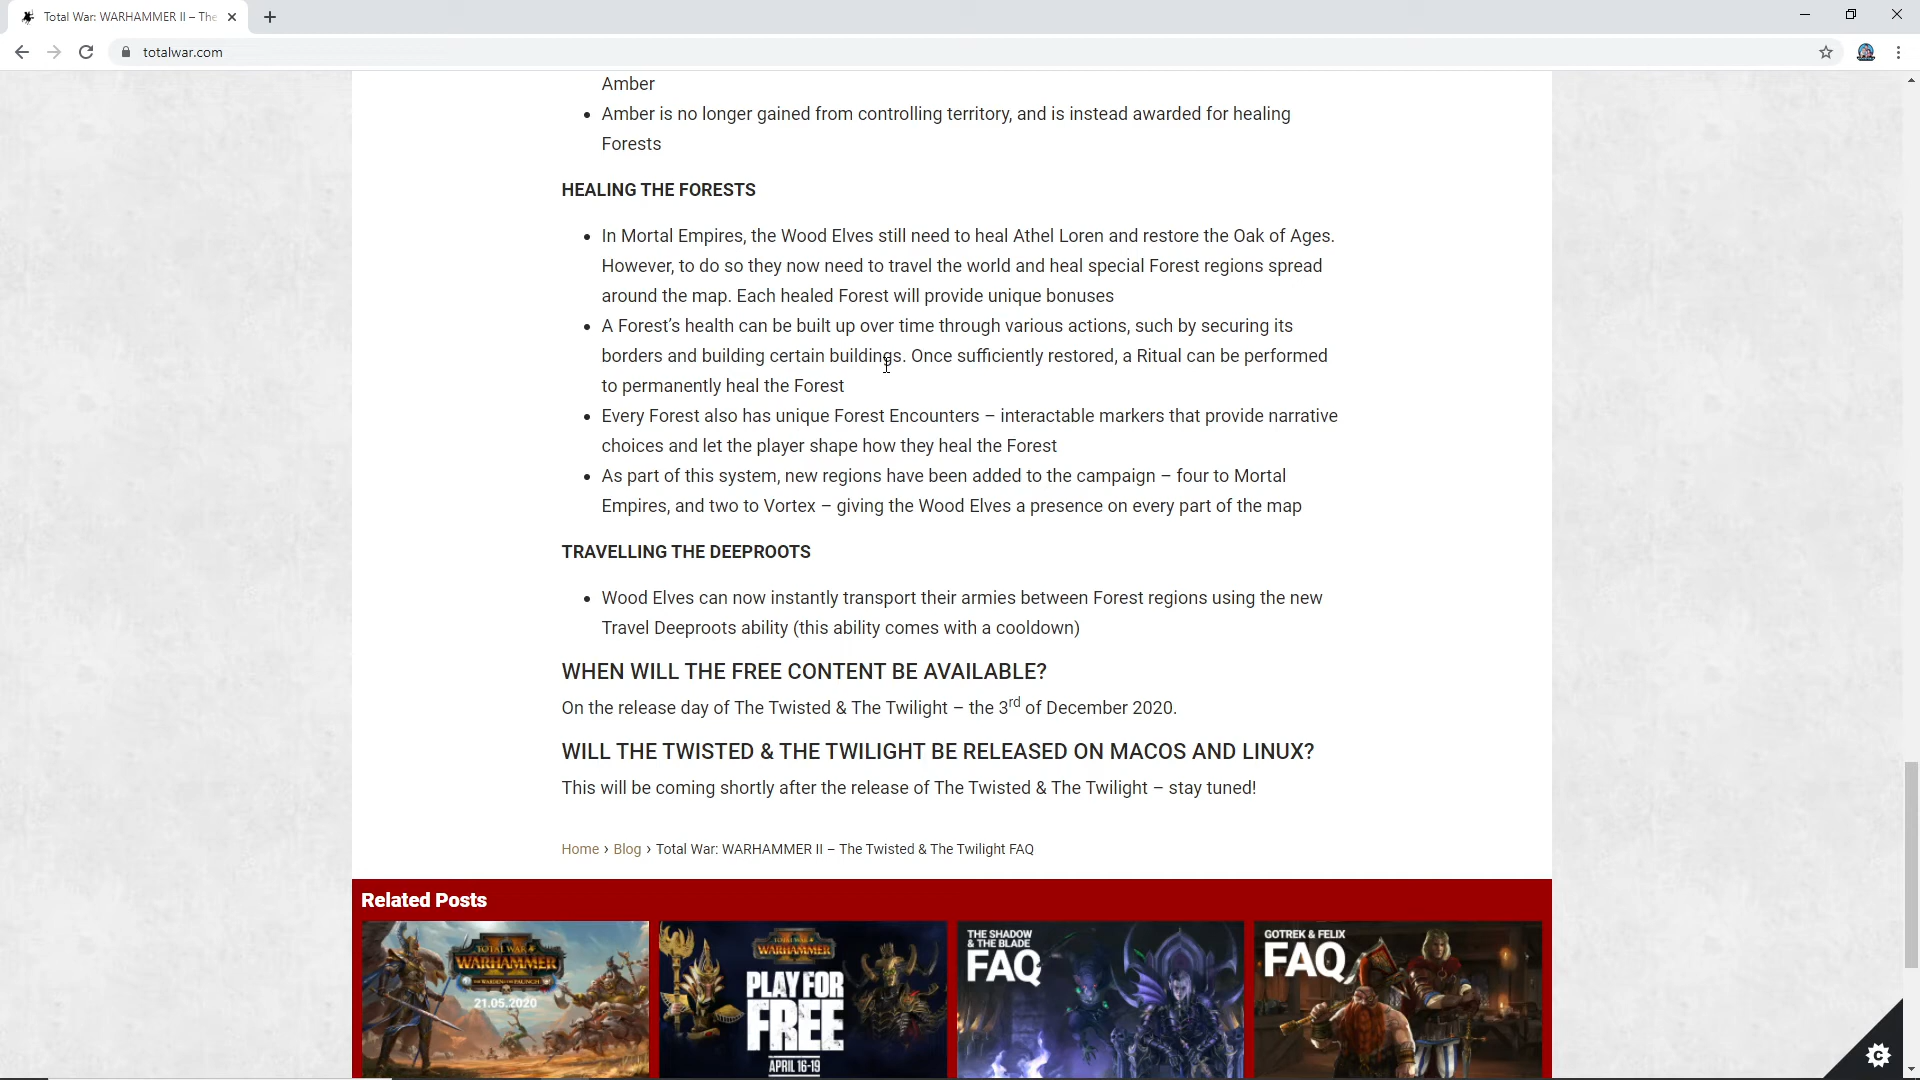 Total War: WARHAMMER II – The
totalwar.com
Amber
• Amber is no longer gained from controlling territory, and is instead awarded for healing
Forests
HEALING THE FORESTS
• In Mortal Empires, the Wood Elves still need to heal Athel Loren and restore the Oak of Ages.
However, to do so they now need to travel the world and heal special Forest regions spread
around the map. Each healed Forest will provide unique bonuses
• A Forest’s health can be built up over time through various actions, such by securing its
borders and building certain buildings. Once sufficiently restored, a Ritual can be performed
to permanently heal the Forest
• Every Forest also has unique Forest Encounters – interactable markers that provide narrative
choices and let the player shape how they heal the Forest
• As part of this system, new regions have been added to the campaign – four to Mortal
Empires, and two to Vortex – giving the Wood Elves a presence on every part of the map
TRAVELLING THE DEEPROOTS
• Wood Elves can now instantly transport their armies between Forest regions using the new
Travel Deeproots ability (this ability comes with a cooldown)
WHEN WILL THE FREE CONTENT BE AVAILABLE?
On the release day of The Twisted & The Twilight – the 3rd of December 2020.
WILL THE TWISTED & THE TWILIGHT BE RELEASED ON MACOS AND LINUX?
This will be coming shortly after the release of The Twisted & The Twilight – stay tuned!
Home › Blog › Total War: WARHAMMER II – The Twisted & The Twilight FAQ
Related Posts
TOTAL WAR
WARHAMMER
21.05.2020
TOTAL WAR
WARHAMMER
PLAY FOR
FREE
APRIL 16-19
THE SHADOW
& THE BLADE
FAQ
GOTREK & FELIX
FAQ